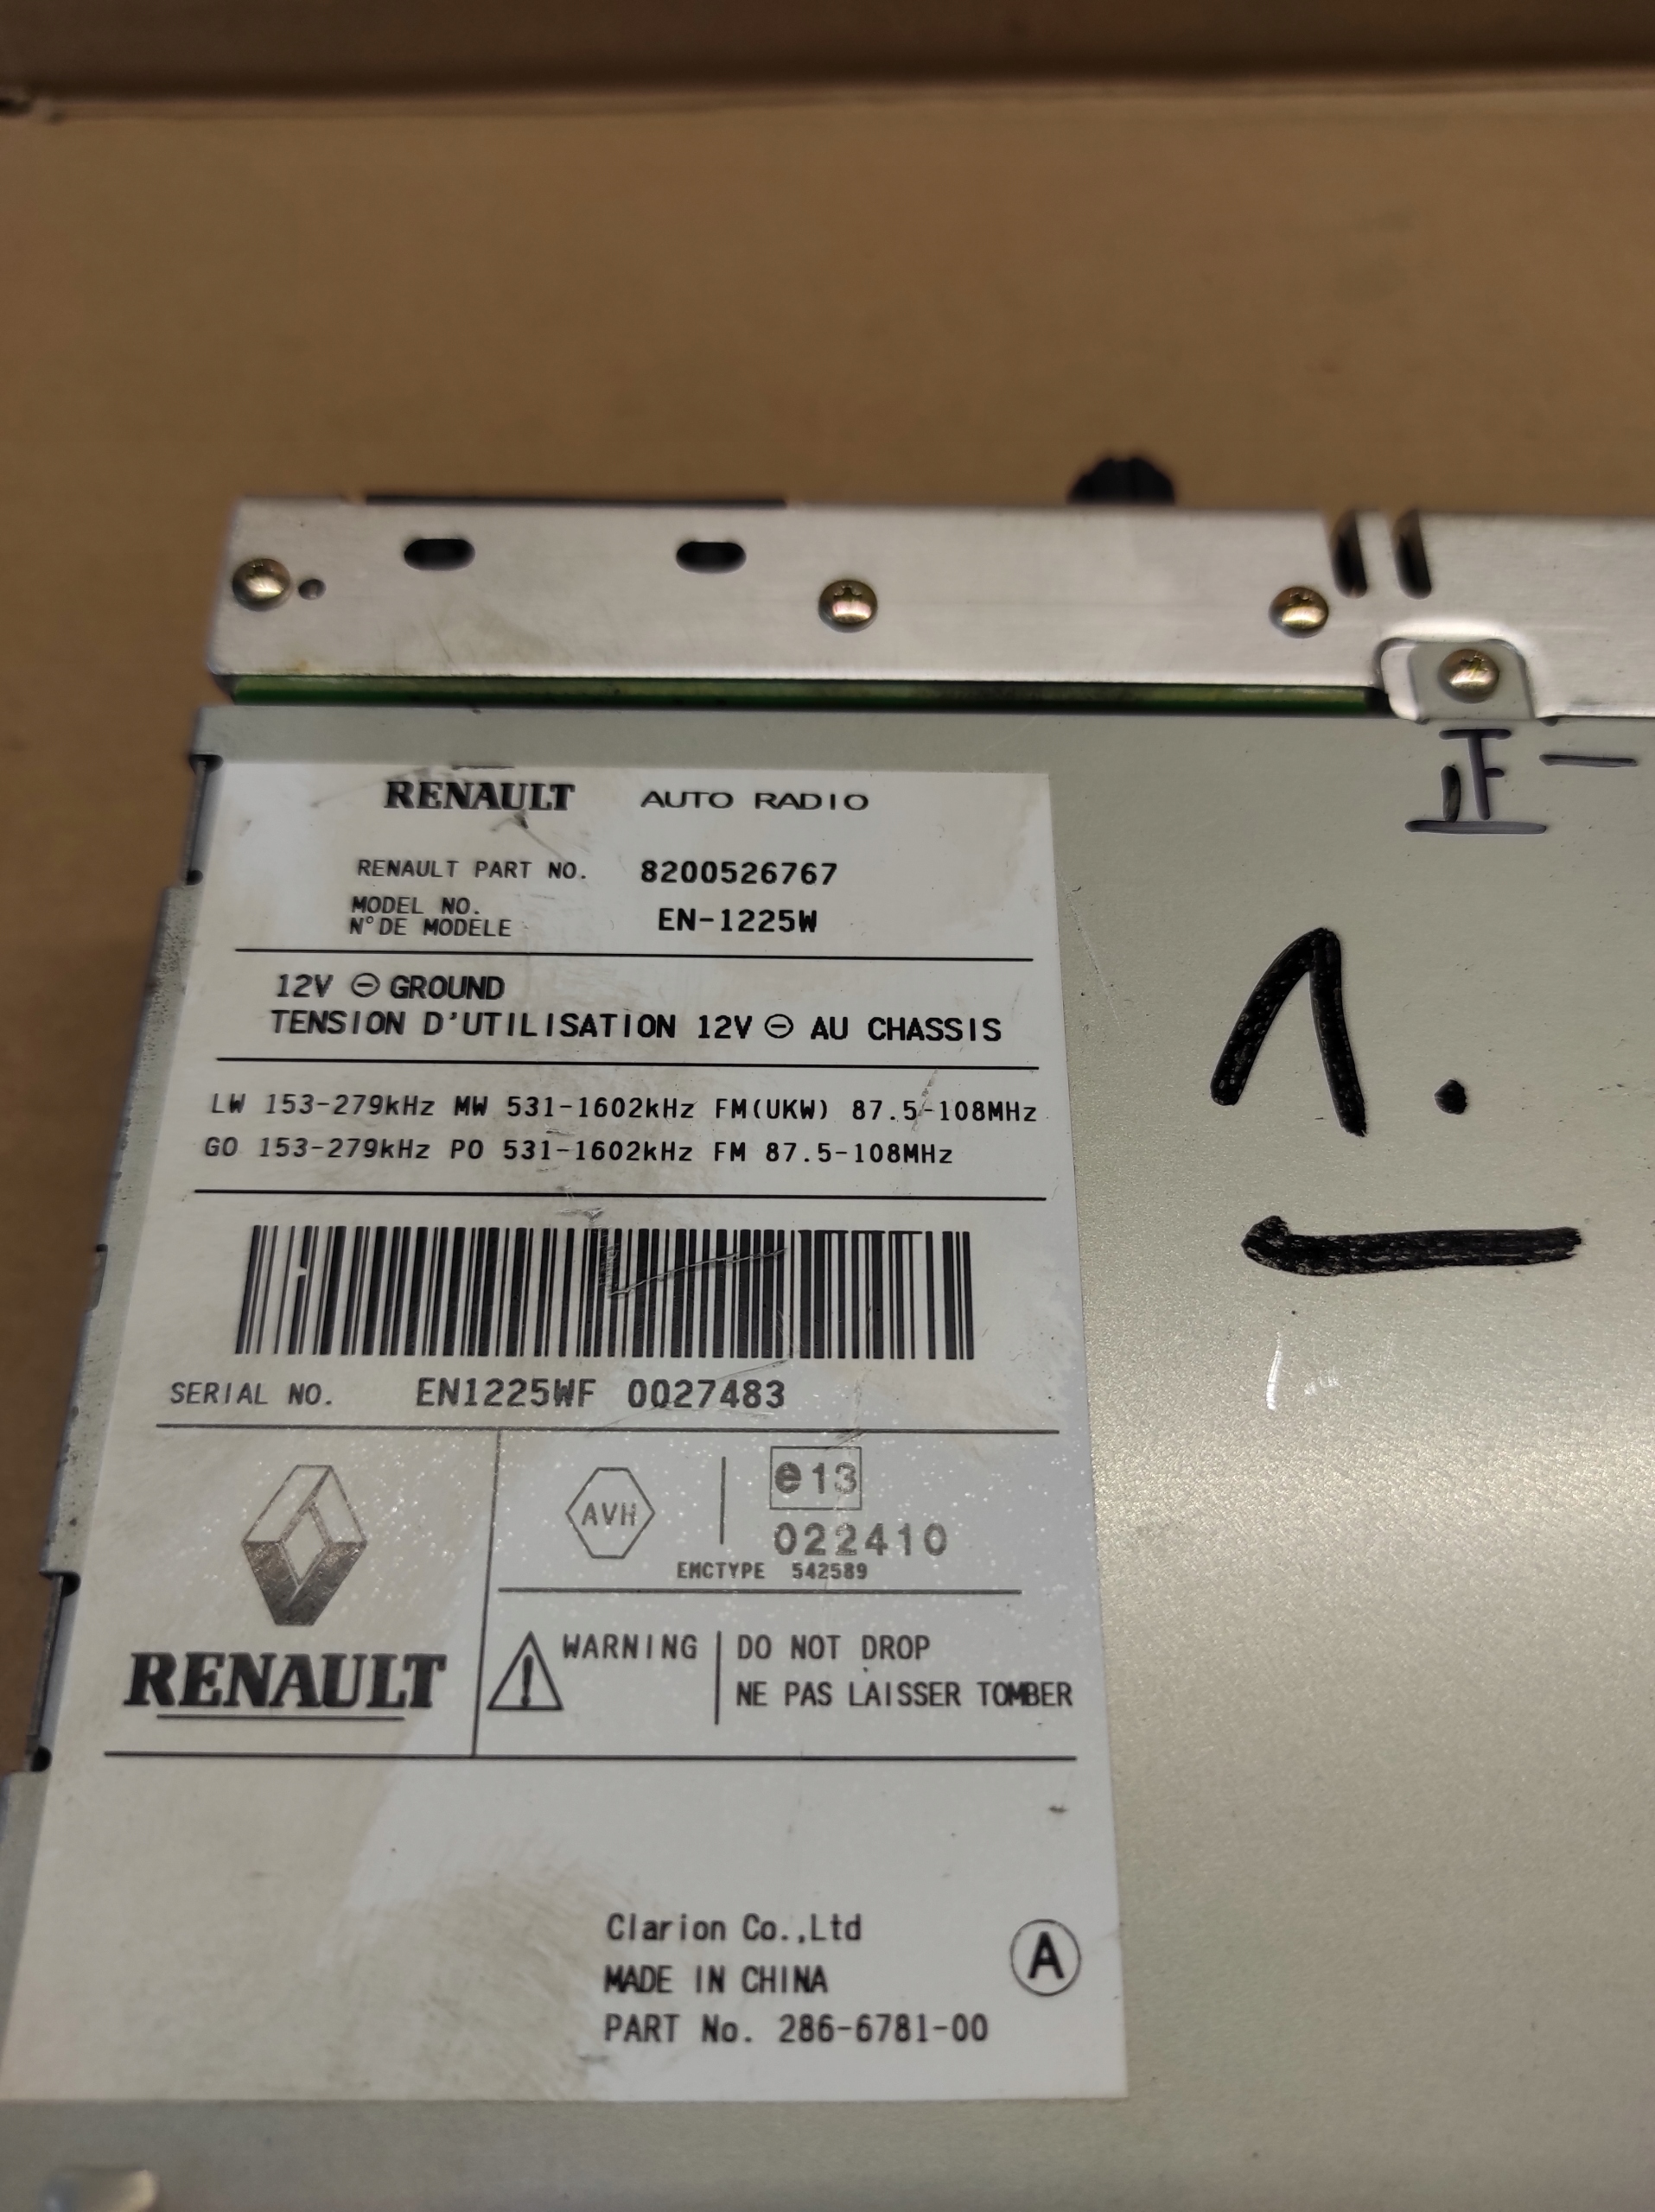 RENAULT AUTO RADIO
RENAULT PART NO. 8200526767
MODEL NO.
N° DE MODELE EN-1225W
12V ⊖ GROUND
TENSION D'UTILISATION 12V ⊖ AU CHASSIS
LW 153-279kHz MW 531-1602kHz FM(UKW) 87.5-108MHz
GO 153-279kHz PO 531-1602kHz FM 87.5-108MHz
SERIAL NO. EN1225WF 0027483
AVH
e13
022410
EMCTYPE 542589
RENAULT
WARNING
DO NOT DROP
NE PAS LAISSER TOMBER
Clarion Co.,Ltd
MADE IN CHINA
PART No. 286-6781-00
A
正一
1.